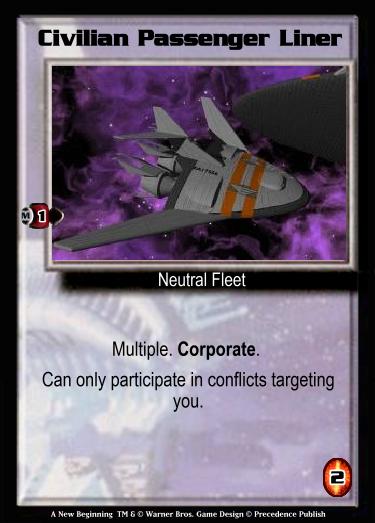 Civilian Passenger Liner
M 1
Neutral Fleet
Multiple. Corporate.
Can only participate in conflicts targeting
you.
2
A New Beginning TM & © Warner Bros. Game Design © Precedence Publish